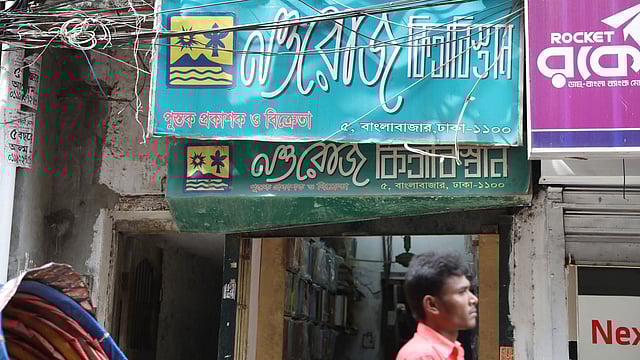 নওরোজ কিতাবিস্তান
পুস্তক প্রকাশক ও বিক্রেতা
৫, বাংলাবাজার, ঢাকা-১১০০
নওরোজ কিতাবিস্তান
পুস্তক প্রকাশক ও বিক্রেতা
৫, বাংলাবাজার, ঢাকা-১১০০
ROCKET
রকে
ডাচ্-বাংলা ব্যাংক মো
Nex